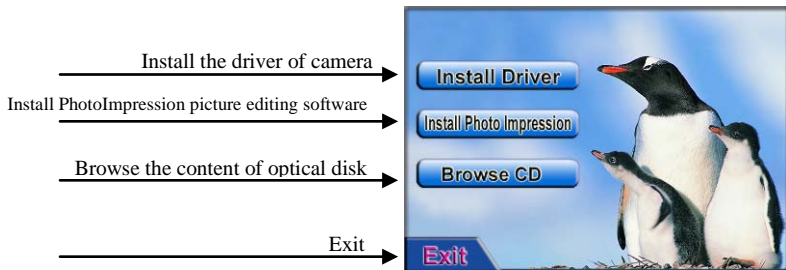 Install the driver of camera
Install Driver
Install PhotoImpression picture editing software
Install Photo Impression
Browse the content of optical disk
Browse CD
Exit
Exit